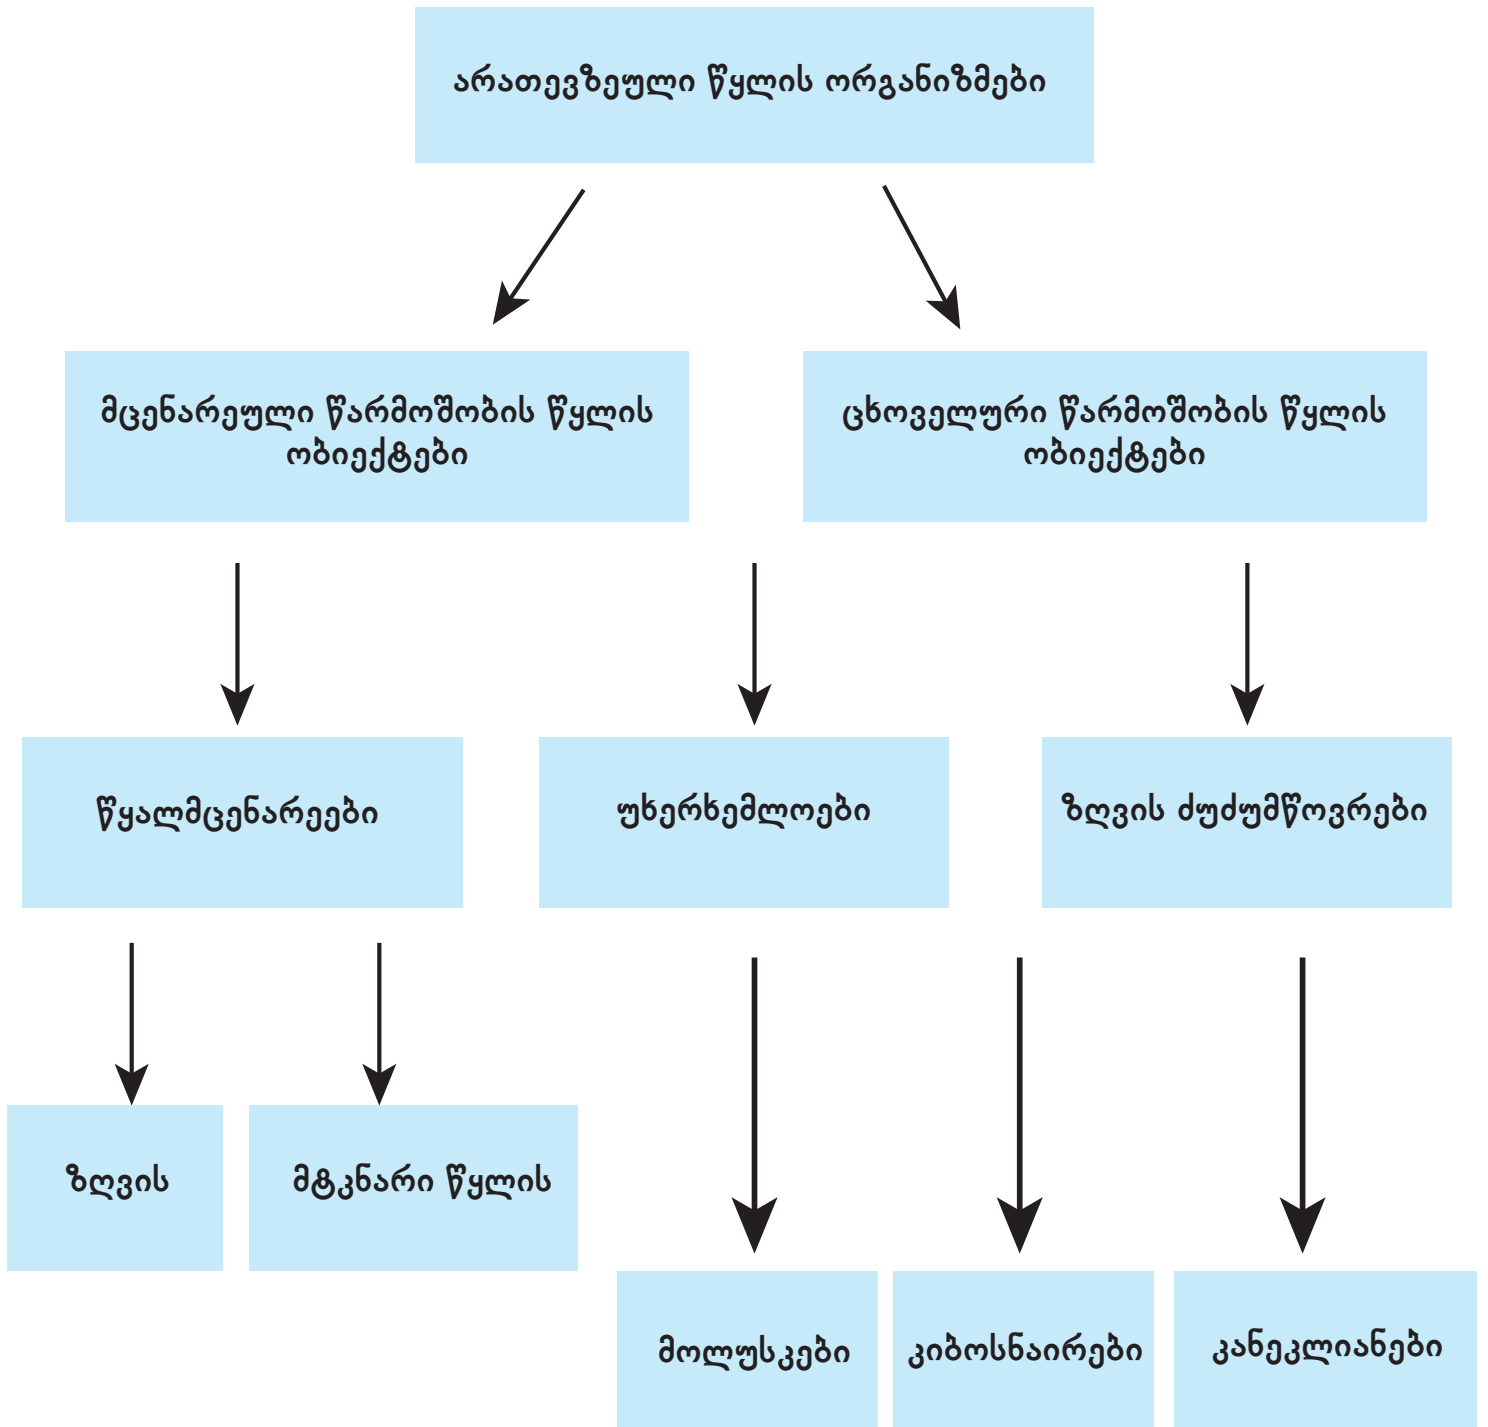 არათევზეული წყლის ორგანიზმები
მცენარეული წარმოშობის წყლის
ობიექტები
ცხოველური წარმოშობის წყლის
ობიექტები
წყალმცენარეები
უხერხემლოები
ზღვის ძუძუმწოვრები
ზღვის
მტკნარი წყლის
მოლუსკები
კიბოსნაირები
კანეკლიანები